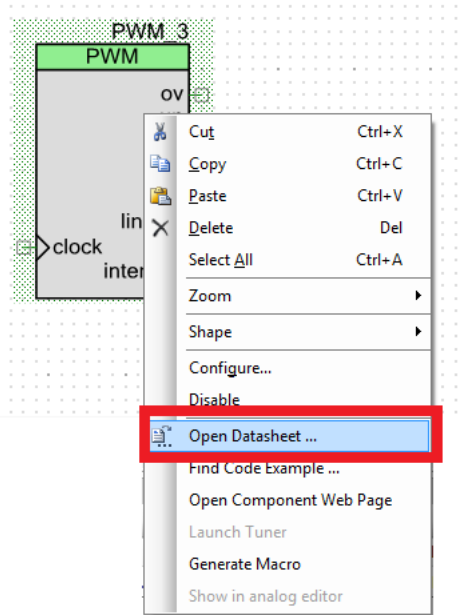 PWM_3
PWM
ov
lin
clock
inter
Cut Ctrl+X
Copy Ctrl+C
Paste Ctrl+V
Delete Del
Select All Ctrl+A
Zoom
Shape
Configure...
Disable
Open Datasheet ...
Find Code Example ...
Open Component Web Page
Launch Tuner
Generate Macro
Show in analog editor